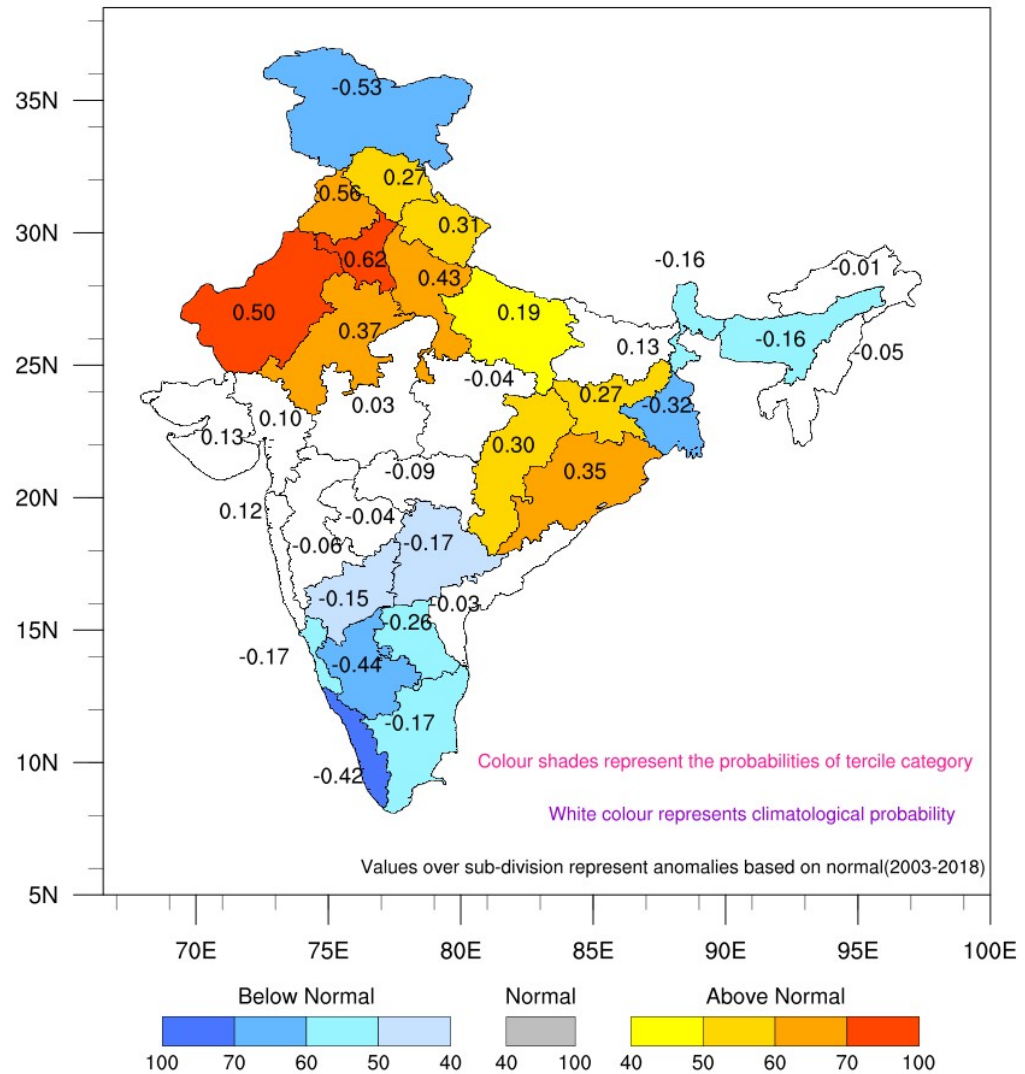 35N
-0.53
0.27
0.56
0.31
30N
0.62
0.43
-0.16
-0.01
0.50
0.37
0.19
0.13
-0.16
-0.05
25N
-0.04
0.03
0.27
-0.32
0.10
0.13
0.30
0.35
-0.09
20N
0.12
-0.04
-0.06
-0.17
-0.15
-0.03
15N
-0.26
-0.17
-0.44
-0.17
-0.42
10N
Colour shades represent the probabilities of tercile category
White colour represents climatological probability
Values over sub-division represent anomalies based on normal(2003-2018)
5N
70E 75E 80E 85E 90E 95E 100E
Below Normal Normal Above Normal
100 70 60 50 40 40 100 40 50 60 70 100